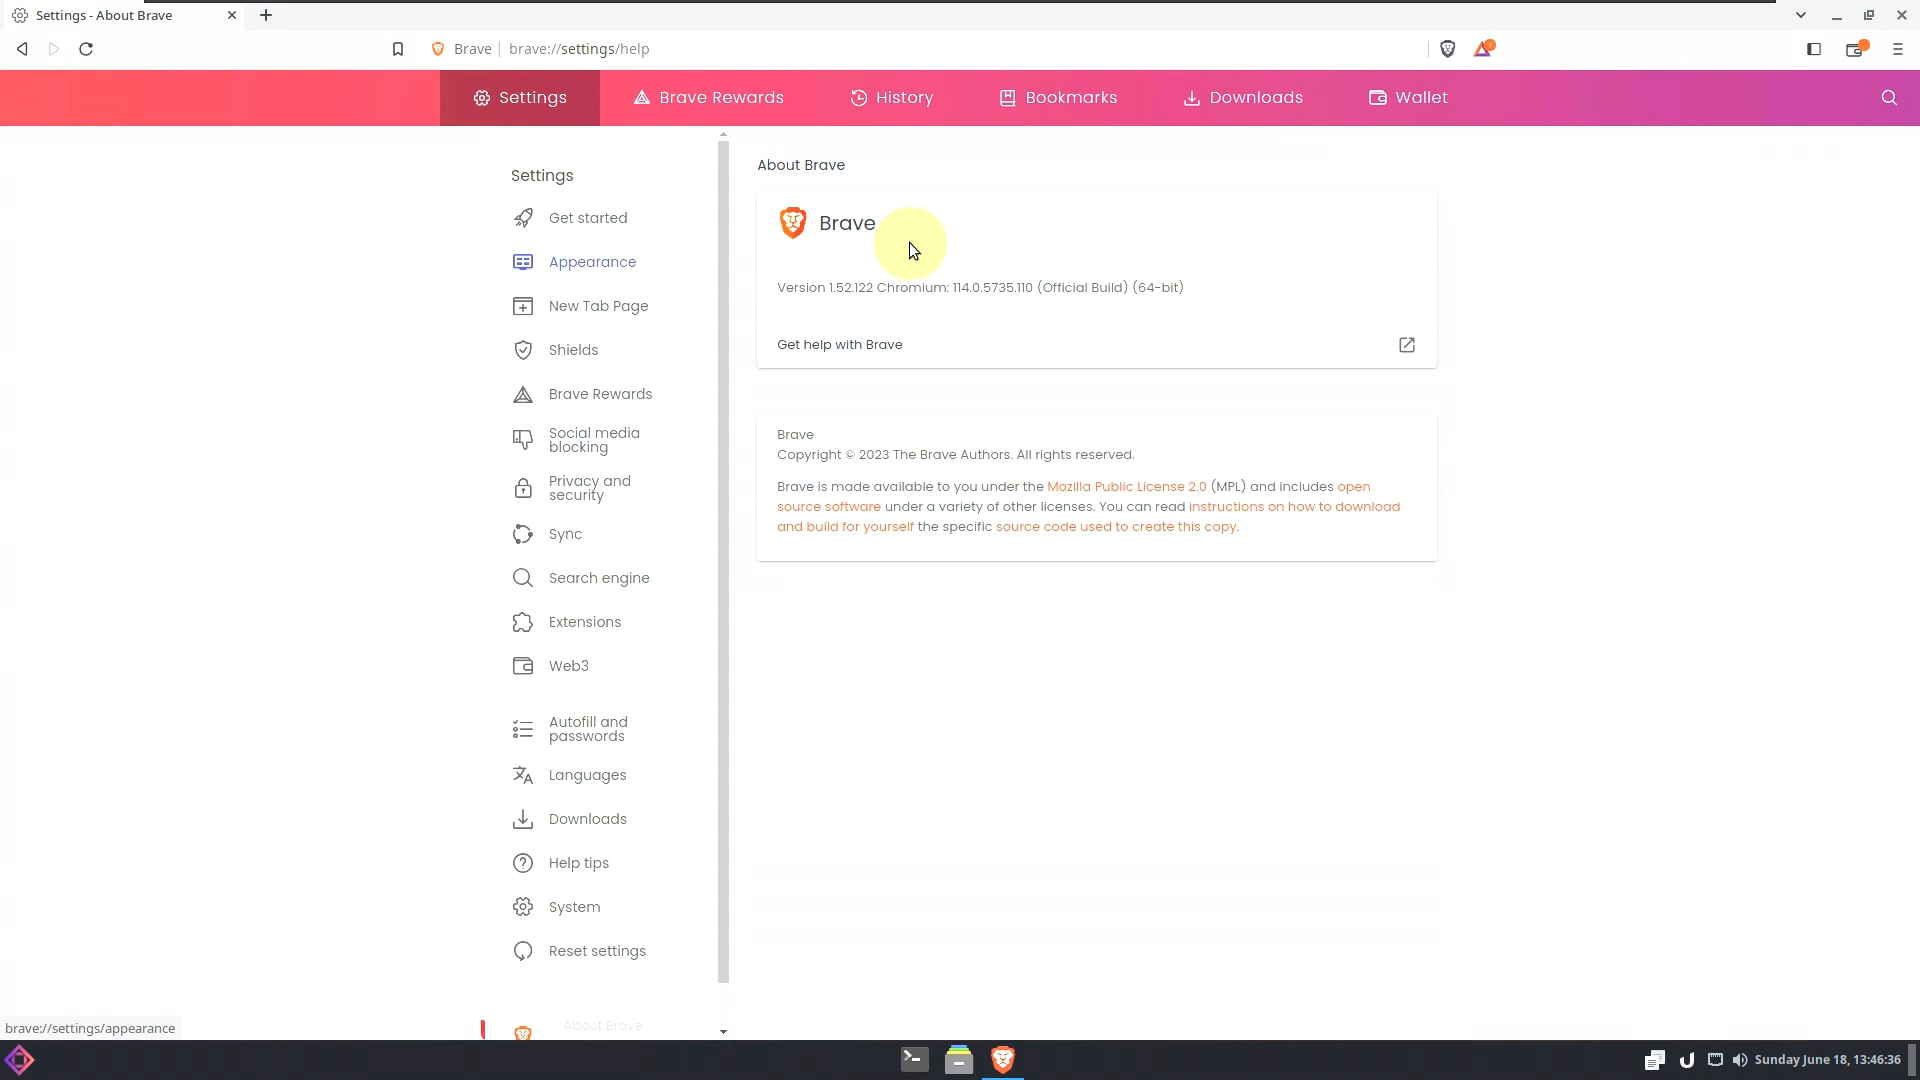 Settings - About Brave
Brave
brave://settings/help
Settings
Brave Rewards
History
Bookmarks
Downloads
Wallet
Settings
Get started
Appearance
New Tab Page
Shields
Brave Rewards
Social media
blocking
Privacy and
security
Sync
Search engine
Extensions
Web3
Autofill and
passwords
Languages
Downloads
Help tips
System
Reset settings
About Brave
About Brave
Brave
Version 1.52.122 Chromium: 114.0.5735.110 (Official Build) (64-bit)
Get help with Brave
Brave
Copyright © 2023 The Brave Authors. All rights reserved.
Brave is made available to you under the Mozilla Public License 2.0 (MPL) and includes open
source software under a variety of other licenses. You can read instructions on how to download
and build for yourself the specific source code used to create this copy.
brave://settings/appearance
Sunday June 18, 13:46:36